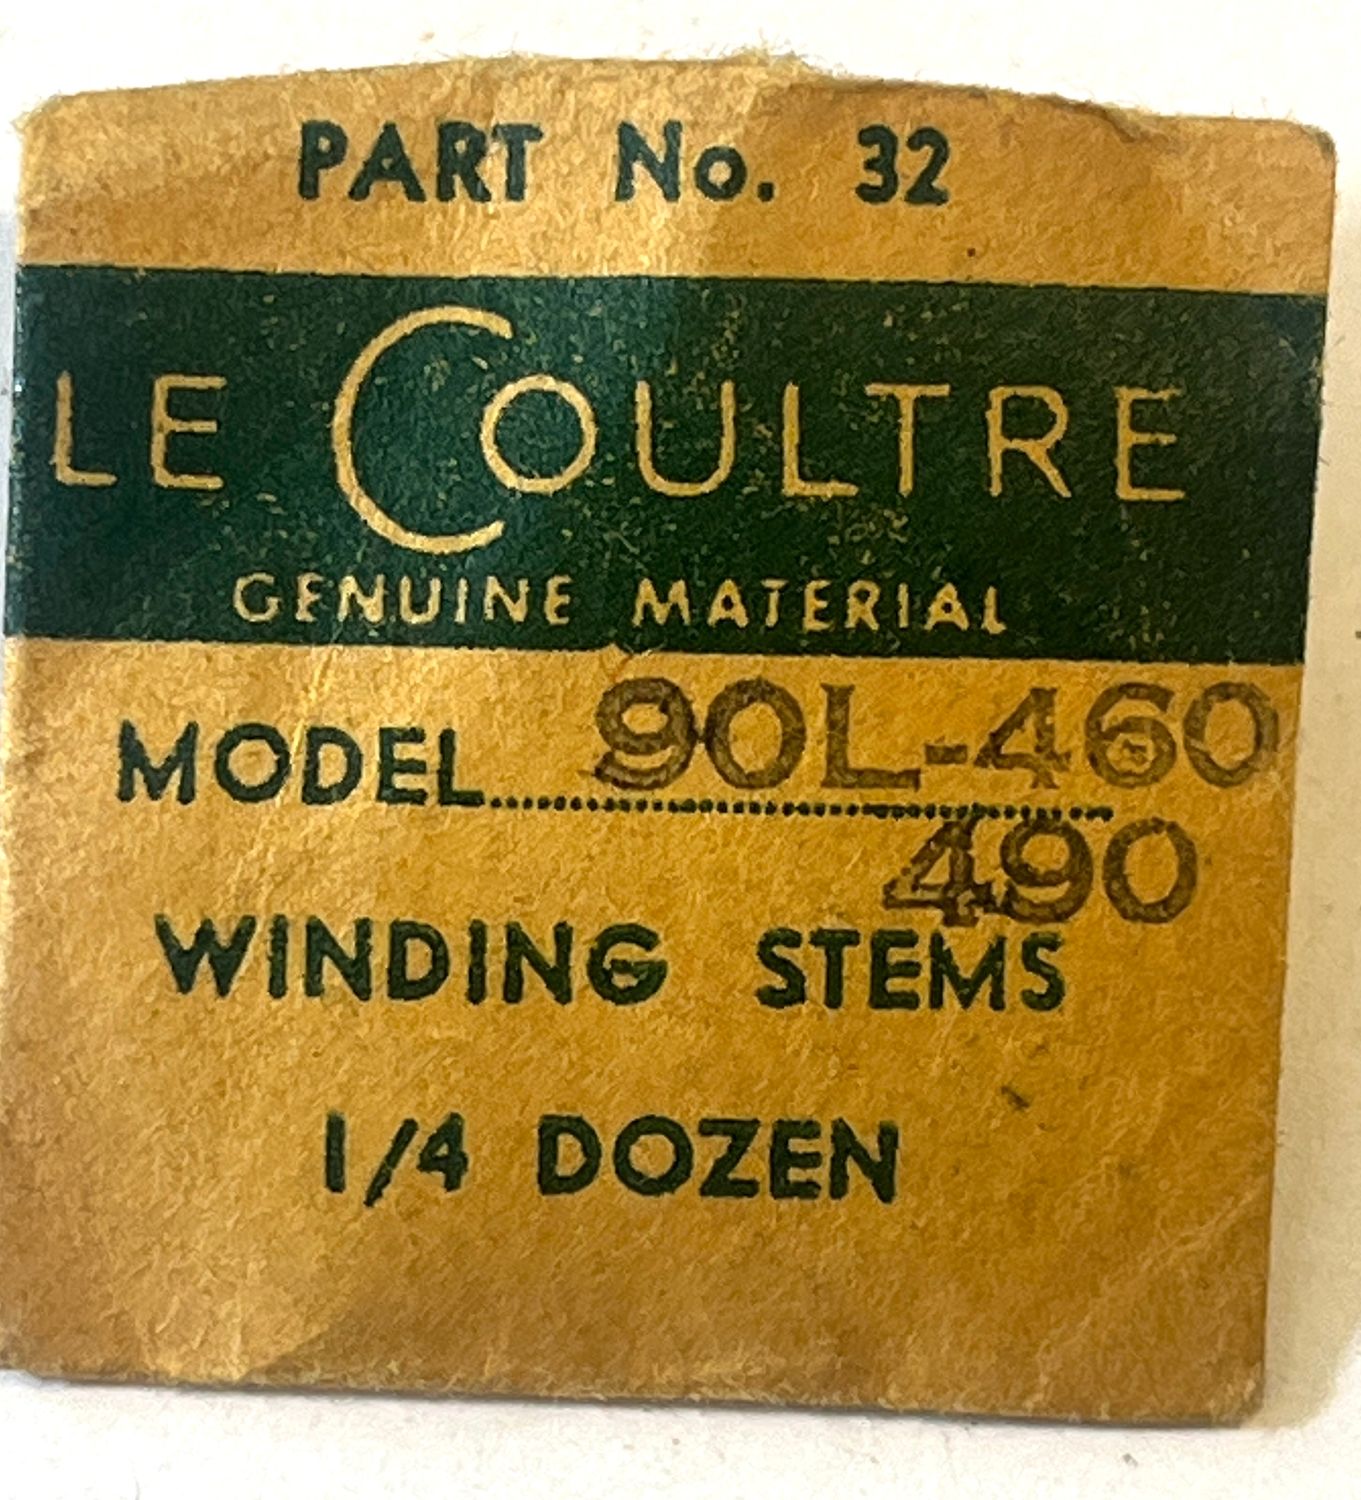 PART No. 32
LE COULTRE
GENUINE MATERIAL
MODEL 90L-460
490
WINDING STEMS
1/4 DOZEN